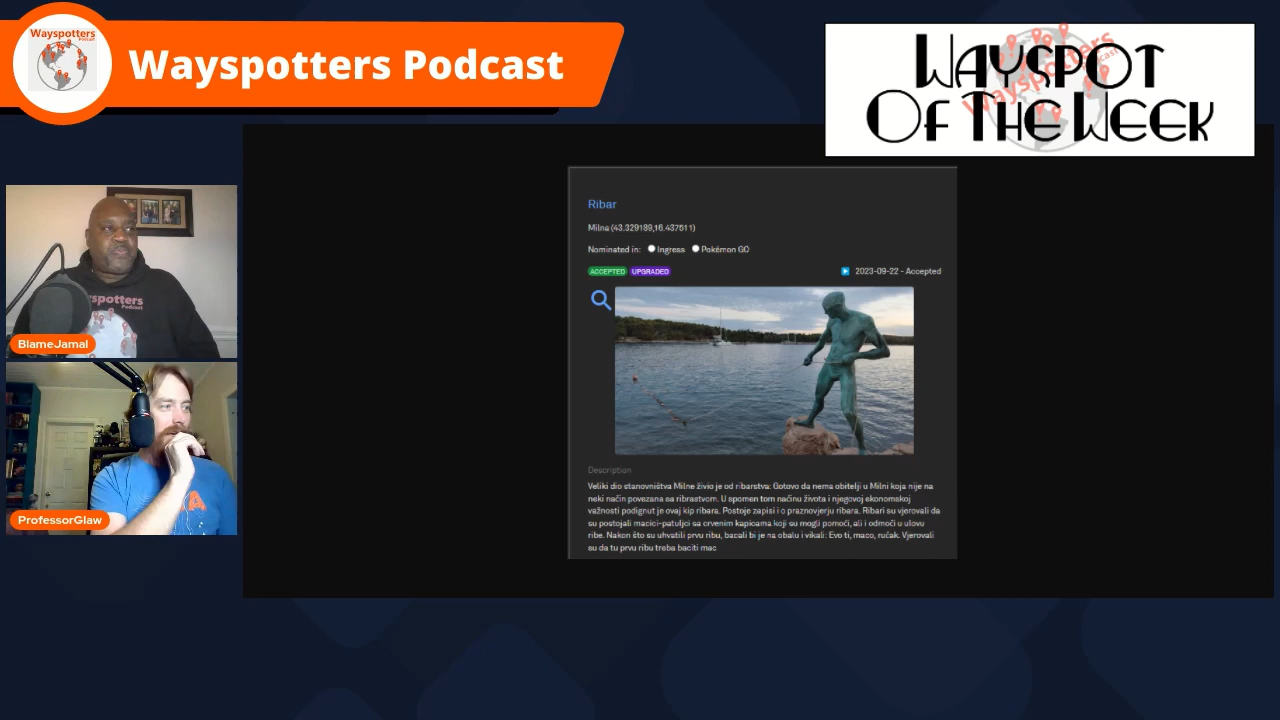 Wayspotters
Podcast
Wayspotters Podcast
WAYSPOT
OF THE WEEK
Wayspotters
Podcast
Ribar
Milna (43.329189,16.437611)
Nominated in: Ingress Pokémon GO
ACCEPTED UPGRADED 2023-09-22 - Accepted
Description
Veliki dio stanovništva Milne živio je od ribarstva: Gotovo da nema obitelji u Milni koja nije na
neki način povezana sa ribrastvom. U spomen tom načinu života i njegovoj ekonomskoj
važnosti podignut je ovaj kip ribara. Postoje zapisi i o praznovjerju ribara. Ribari su vjerovali da
su postojali macici-patuljci sa crvenim kapicama koji su mogli pomoći, ali i odmoći u ulovu
ribe. Nakon što su uhvatili prvu ribu, bacali bi je na obalu i vikali: Evo ti, maco, ručak. Vjerovali
su da tu prvu ribu treba baciti mac
yspotters
Podcast
BlameJamal
A
ProfessorGlaw